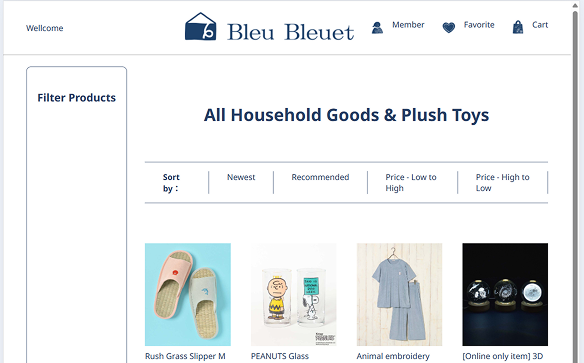 Wellcome
Bleu Bleuet
Member
Favorite
Cart
Filter Products
All Household Goods & Plush Toys
Sort by：
Newest
Recommended
Price - Low to High
Price - High to Low
Rush Grass Slipper M
PEANUTS Glass
Animal embroidery
[Online only item] 3D